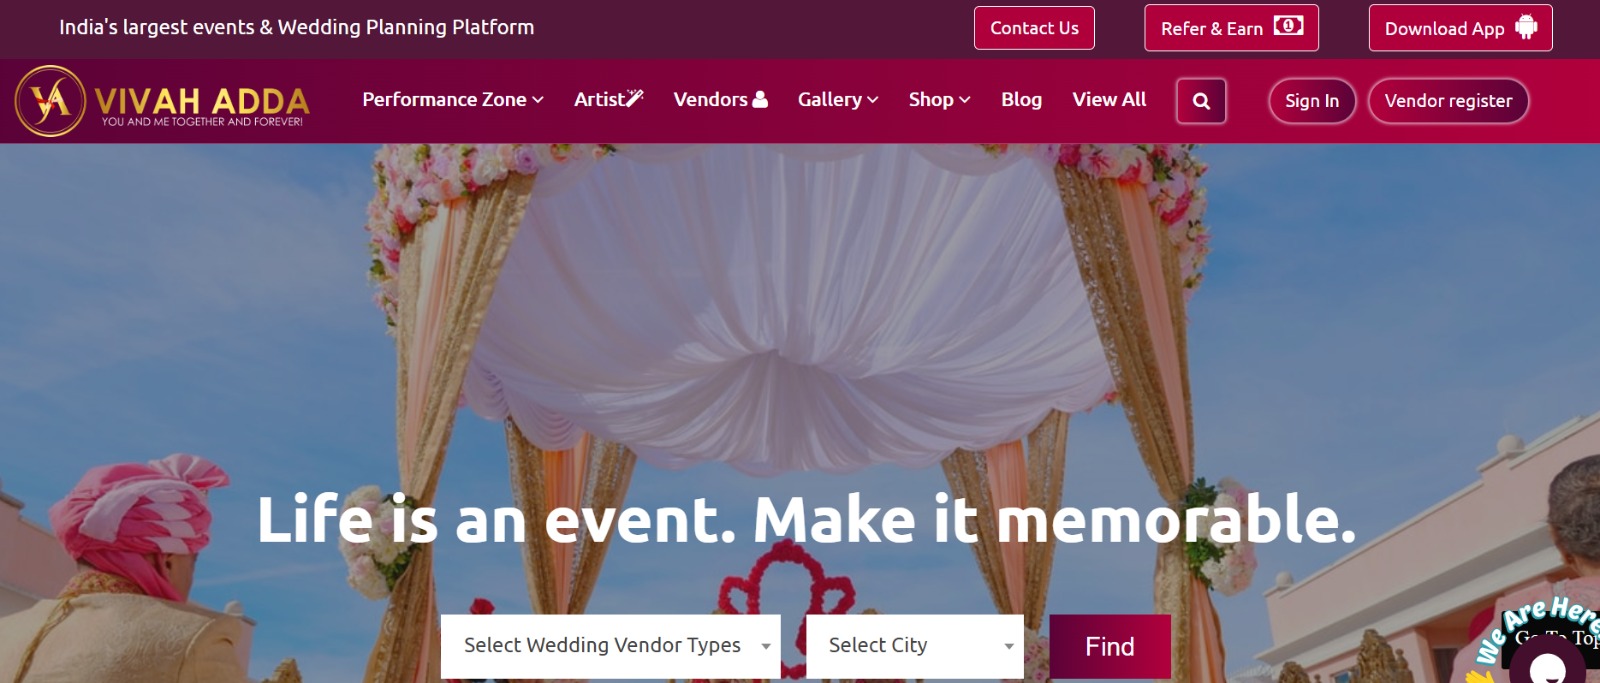 India's largest events & Wedding Planning Platform
Contact Us
Refer & Earn
Download App
VIVAH ADDA
YOU AND ME TOGETHER AND FOREVER!
Performance Zone
Artist
Vendors
Gallery
Shop
Blog
View All
Sign In
Vendor register
Life is an event. Make it memorable.
Select Wedding Vendor Types
Select City
Find
We Are Here
Go To Top